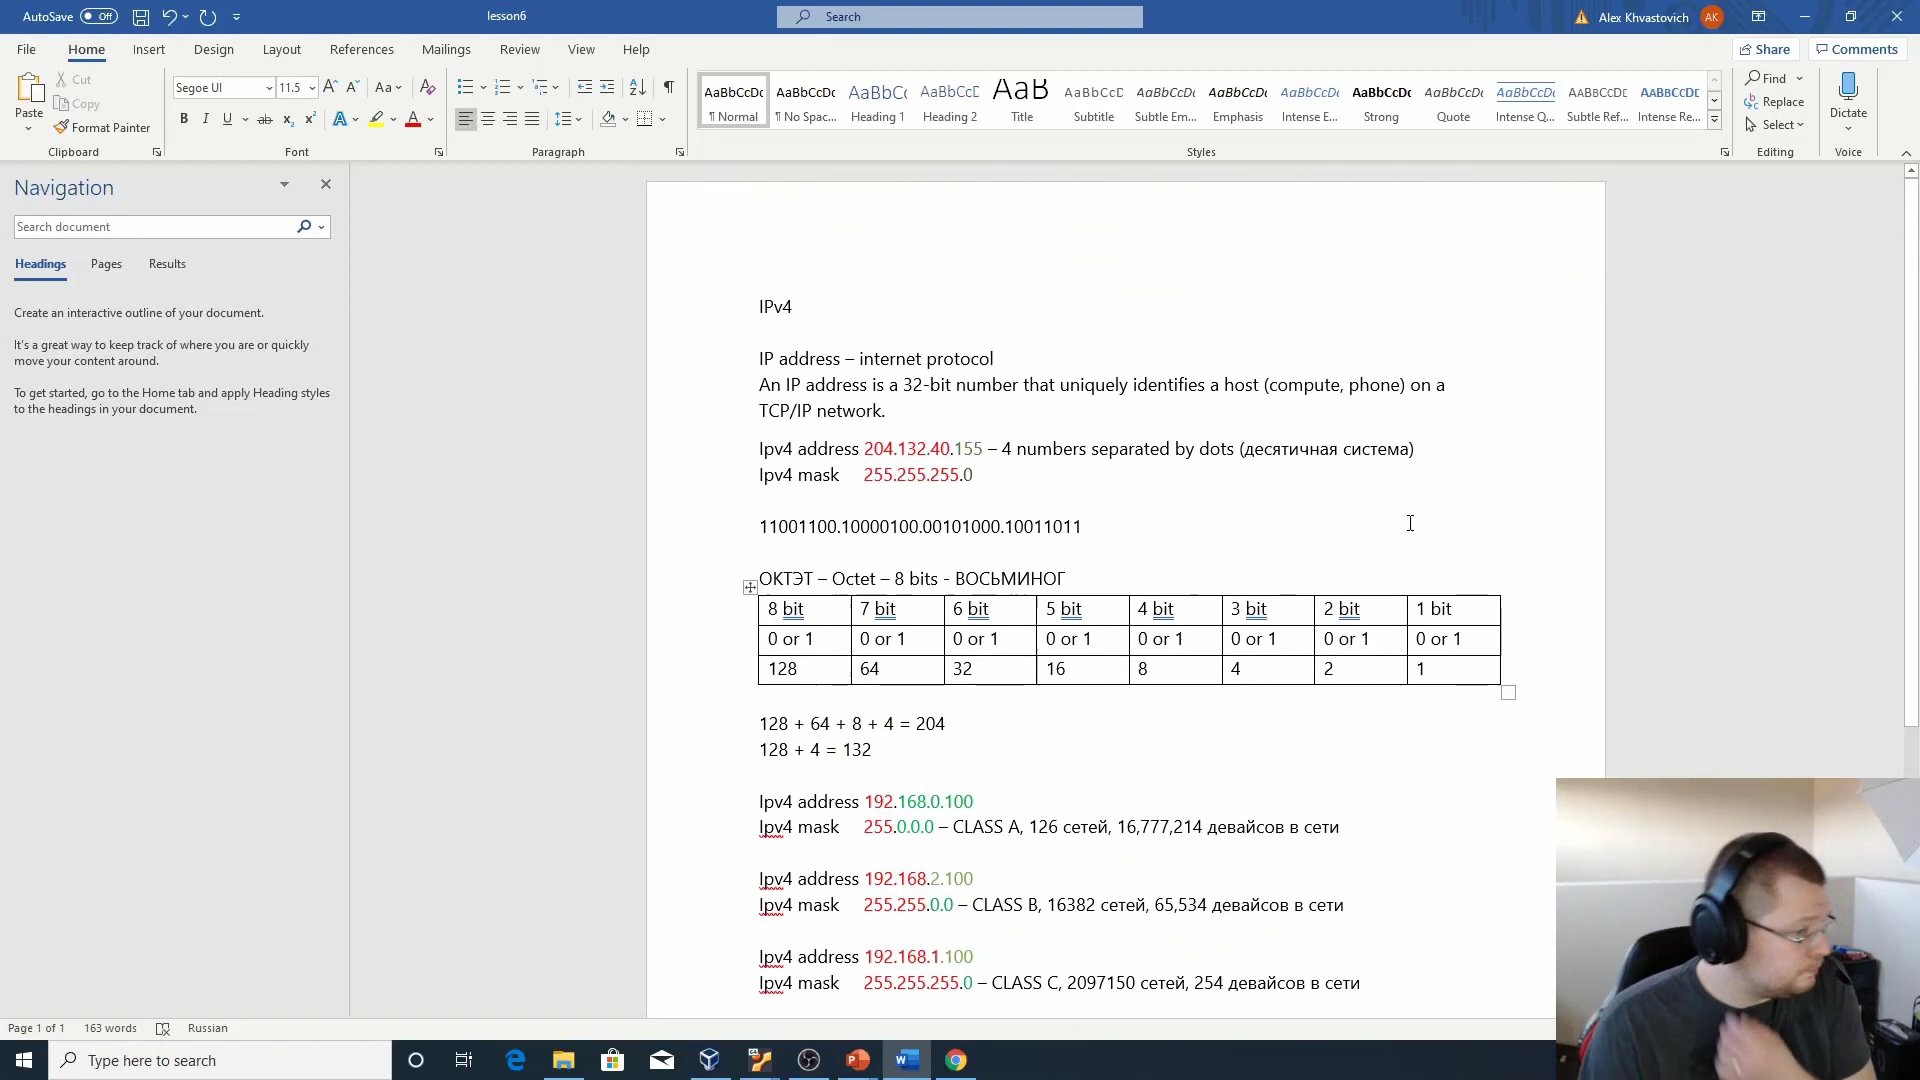 AutoSave Off
lesson6
Search
Alex Khvastovich AK
File Home Insert Design Layout References Mailings Review View Help
Share Comments
Paste
Cut
Copy
Format Painter
Clipboard
Segoe UI 11.5
Font
Paragraph
AaBbCcDc AaBbCcDc AaBbCc AaBbCcD AaB AaBbCcD AaBbCcDc AaBbCcDc AaBbCcDc AaBbCcDc AaBbCcDc AaBbCcDc AABBCCDD AABBCCDD
¶ Normal ¶ No Spac... Heading 1 Heading 2 Title Subtitle Subtle Em... Emphasis Intense E... Strong Quote Intense Q... Subtle Ref... Intense Re...
Styles
Find
Replace
Select
Editing
Dictate
Voice
Navigation
Search document
Headings Pages Results
Create an interactive outline of your document.
It's a great way to keep track of where you are or quickly
move your content around.
To get started, go to the Home tab and apply Heading styles
to the headings in your document.
IPv4
IP address – internet protocol
An IP address is a 32-bit number that uniquely identifies a host (compute, phone) on a
TCP/IP network.
Ipv4 address 204.132.40.155 – 4 numbers separated by dots (десятичная система)
Ipv4 mask 255.255.255.0
11001100.10000100.00101000.10011011
ОКТЭТ – Octet – 8 bits - ВОСЬМИНОГ
8 bit 7 bit 6 bit 5 bit 4 bit 3 bit 2 bit 1 bit
0 or 1 0 or 1 0 or 1 0 or 1 0 or 1 0 or 1 0 or 1 0 or 1
128 64 32 16 8 4 2 1
128 + 64 + 8 + 4 = 204
128 + 4 = 132
Ipv4 address 192.168.0.100
Ipv4 mask 255.0.0.0 – CLASS A, 126 сетей, 16,777,214 девайсов в сети
Ipv4 address 192.168.2.100
Ipv4 mask 255.255.0.0 – CLASS B, 16382 сетей, 65,534 девайсов в сети
Ipv4 address 192.168.1.100
Ipv4 mask 255.255.255.0 – CLASS C, 2097150 сетей, 254 девайсов в сети
Page 1 of 1 163 words Russian
Type here to search